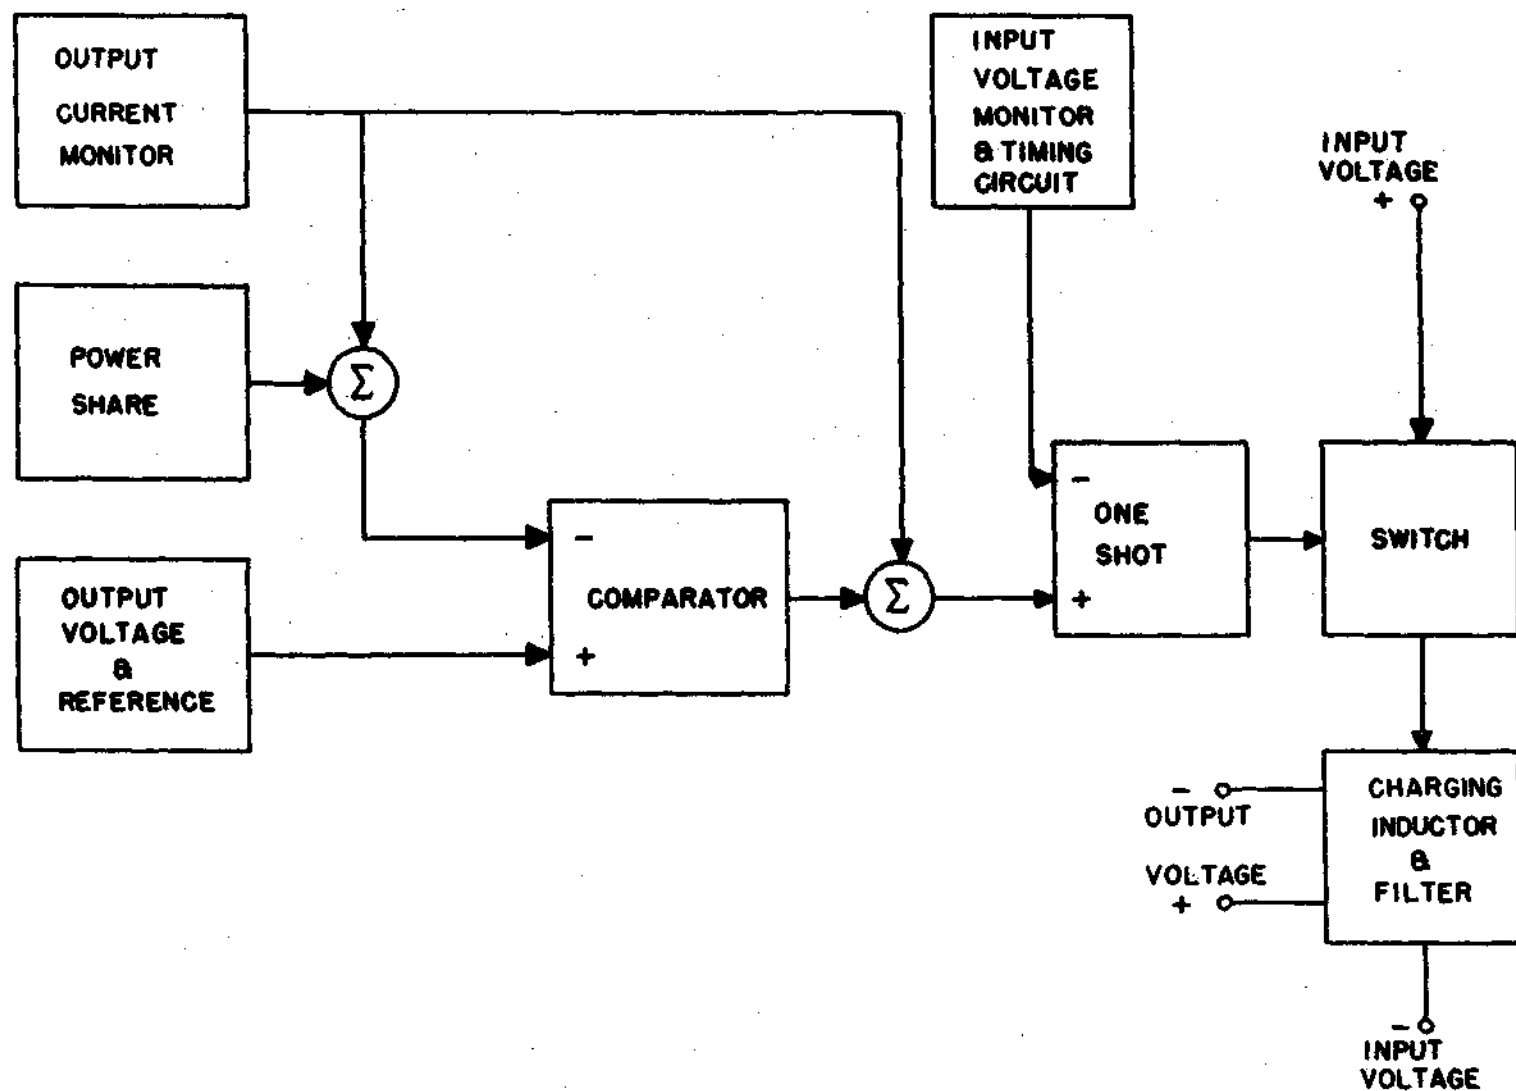 OUTPUT
CURRENT
MONITOR
INPUT
VOLTAGE
MONITOR
& TIMING
CIRCUIT
INPUT
VOLTAGE
+
POWER
SHARE
Σ
-
ONE
SHOT
+
SWITCH
OUTPUT
VOLTAGE
&
REFERENCE
-
COMPARATOR
+
Σ
-
OUTPUT
VOLTAGE
+
CHARGING
INDUCTOR
&
FILTER
-
INPUT
VOLTAGE